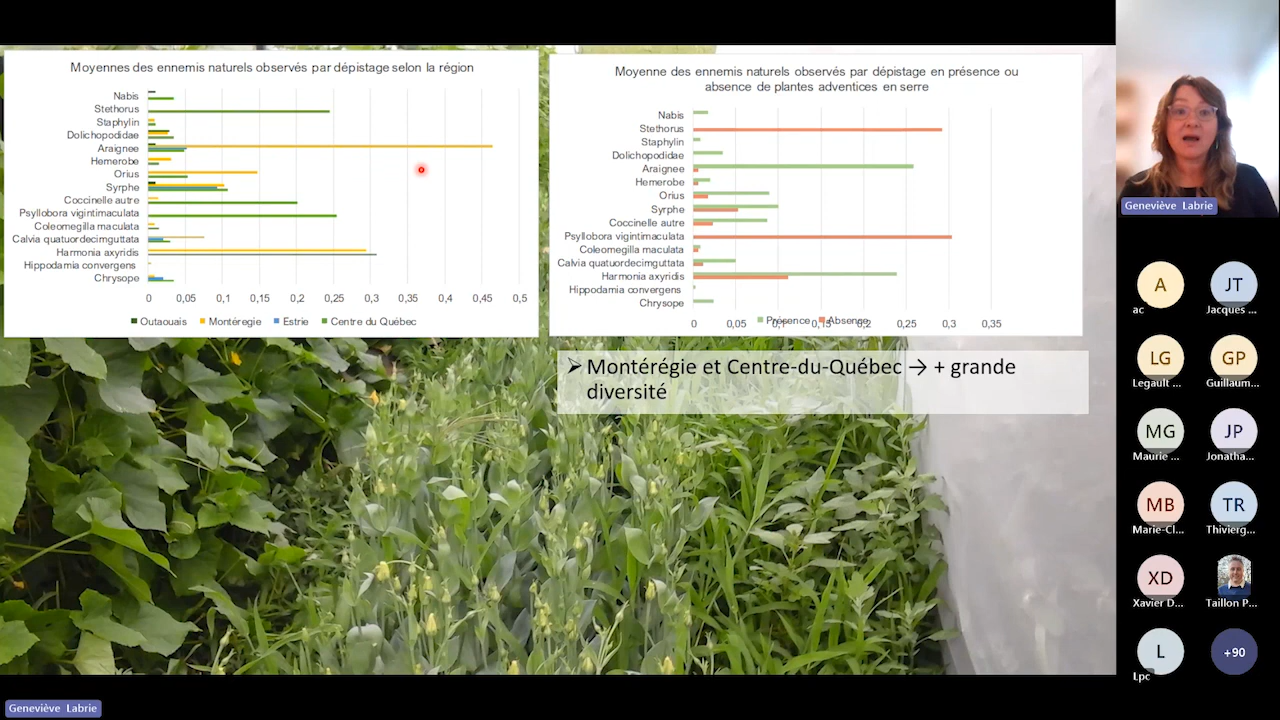 Moyennes des ennemis naturels observés par dépistage selon la région
Nabis
Stethorus
Staphylin
Dolichopodidae
Araignee
Hemerobe
Orius
Syrphe
Coccinelle autre
Psyllobora vigintimaculata
Coleomegilla maculata
Calvia quatuordecimguttata
Harmonia axyridis
Hippodamia convergens
Chrysope
0 0,05 0,1 0,15 0,2 0,25 0,3 0,35 0,4 0,45 0,5
Outaouais Montéregie Estrie Centre du Québec
Moyenne des ennemis naturels observés par dépistage en présence ou
absence de plantes adventices en serre
Nabis
Stethorus
Staphylin
Dolichopodidae
Araignee
Hemerobe
Orius
Syrphe
Coccinelle autre
Psyllobora vigintimaculata
Coleomegilla maculata
Calvia quatuordecimguttata
Harmonia axyridis
Hippodamia convergens
Chrysope
Présence Absence
0 0,05 0,1 0,15 0,2 0,25 0,3 0,35
➢ Montérégie et Centre-du-Québec → + grande
diversité
Geneviève Labrie
A JT
ac Jacques ...
LG GP
Legault ... Guillaum...
MG JP
Maurie ... Jonatha...
MB TR
Marie-Cl... Thivierg...
XD
Xavier D... Taillon P...
L +90
Lpc
Geneviève Labrie